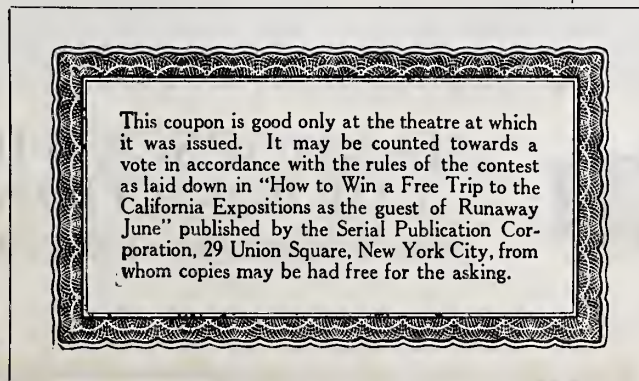 This coupon is good only at the theatre at which
it was issued. It may be counted towards a
vote in accordance with the rules of the contest
as laid down in “How to Win a Free Trip to the
California Expositions as the guest of Runaway
June” published by the Serial Publication Cor-
poration, 29 Union Square, New York City, from
whom copies may be had free for the asking.